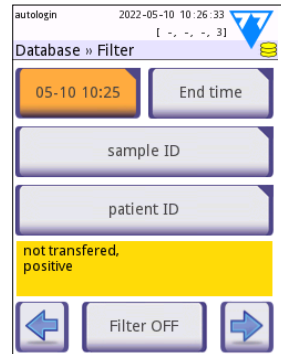 autologin 2022-05-10 10:26:33
[ -, -, -, 3]
Database » Filter
05-10 10:25 End time
sample ID
patient ID
not transfered,
positive
Filter OFF